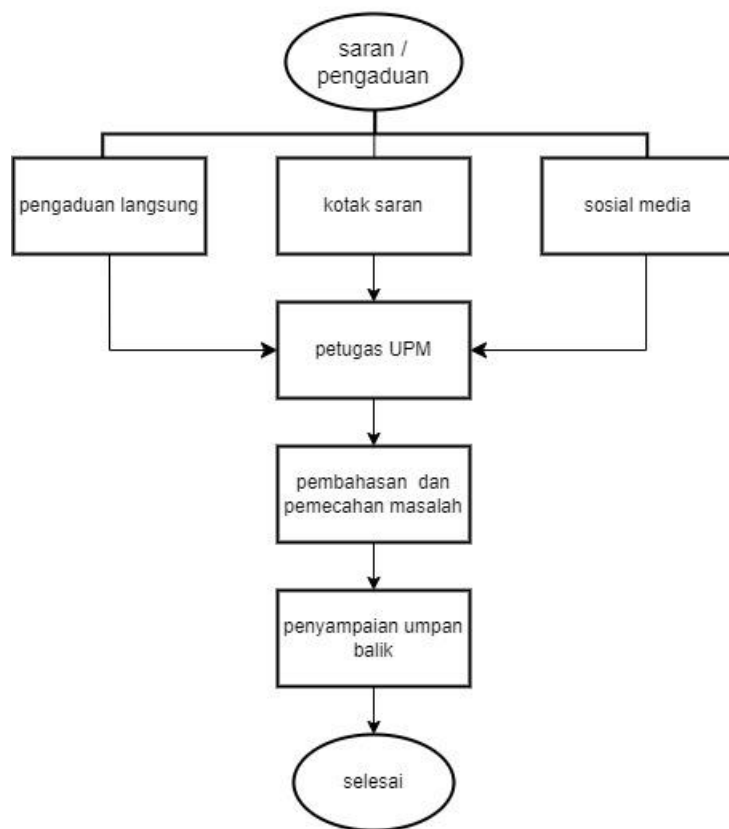 saran /
pengaduan
pengaduan langsung
kotak saran
sosial media
petugas UPM
pembahasan dan
pemecahan masalah
penyampaian umpan
balik
selesai